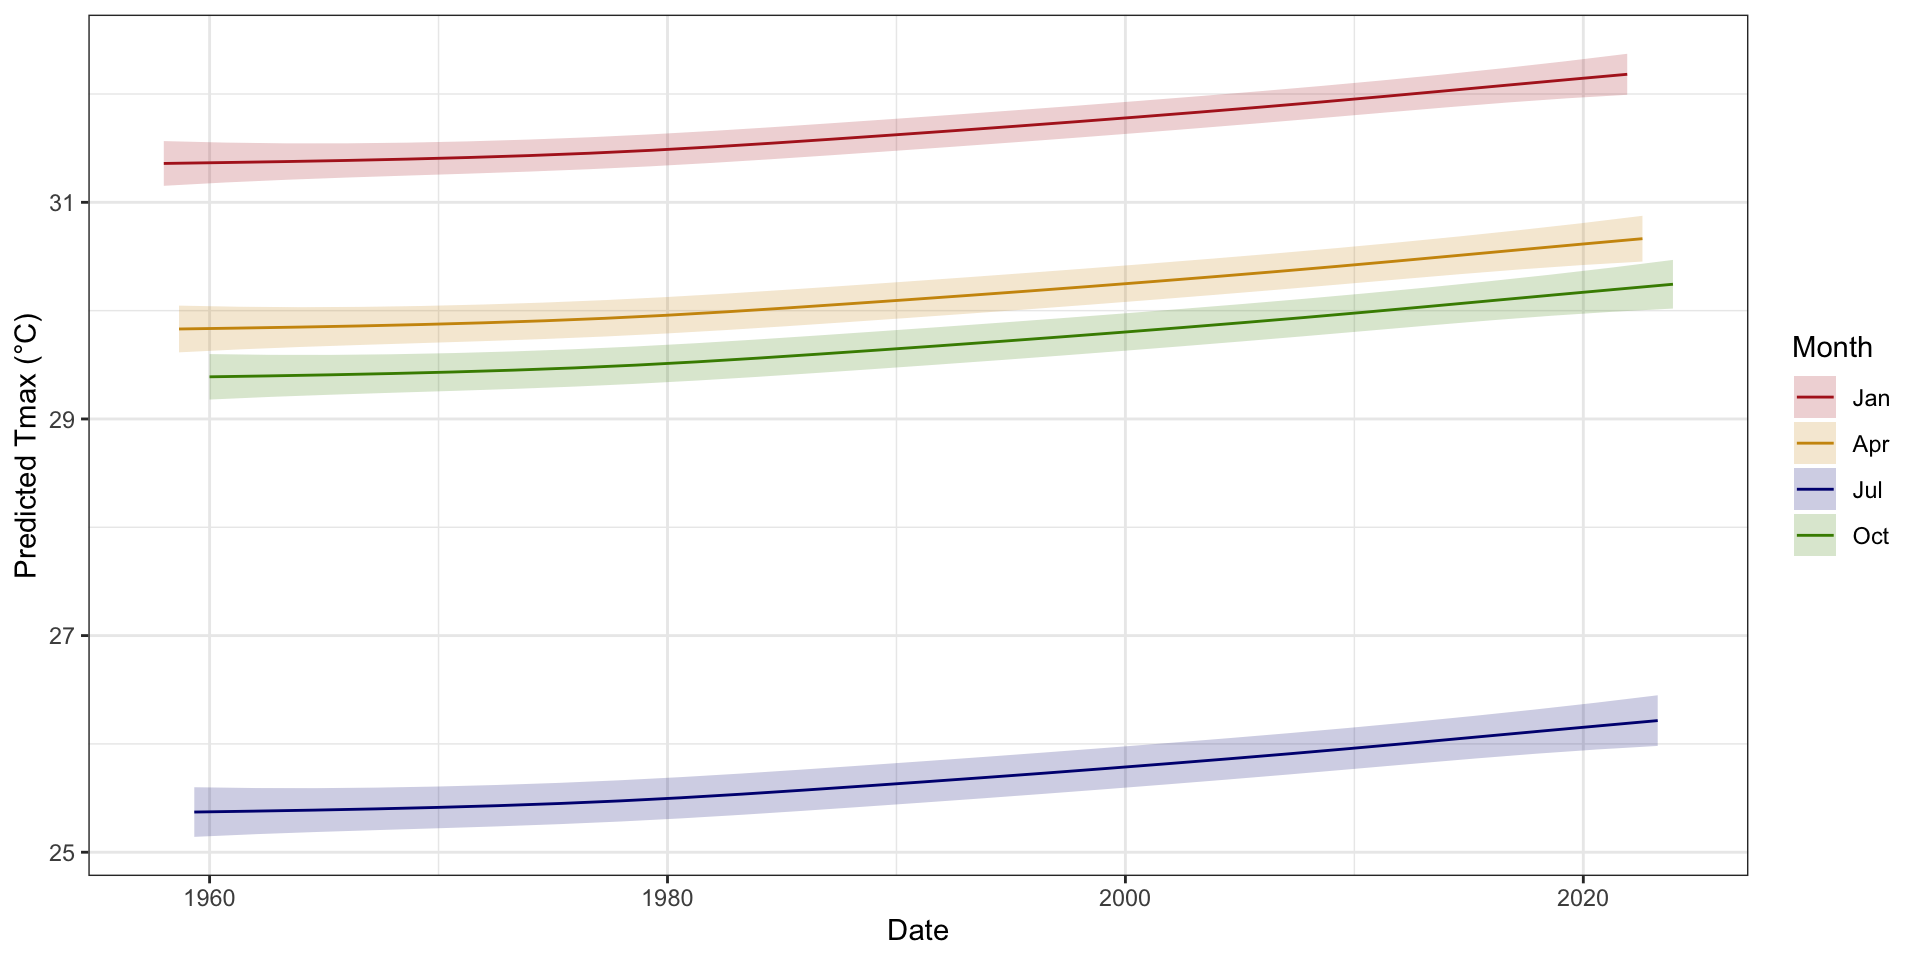 Predicted Tmax (°C)
31
29
27
25
1960
1980
2000
2020
Date
Month
Jan
Apr
Jul
Oct